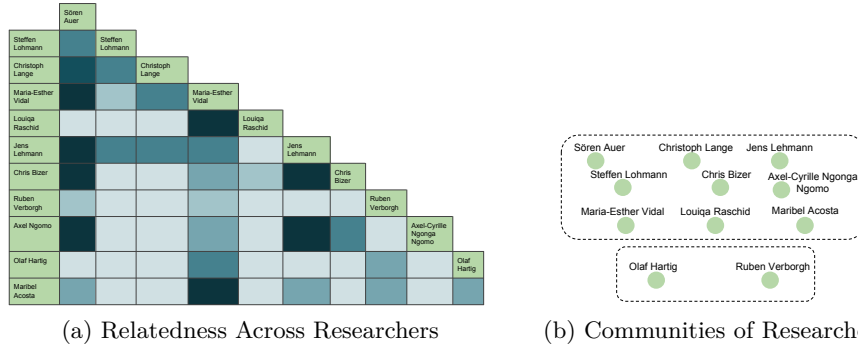 Sören
Auer
Steffen
Lohmann
Steffen
Lohmann
Christoph
Lange
Christoph
Lange
Maria-Esther
Vidal
Maria-Esther
Vidal
Louiqa
Raschid
Louiqa
Raschid
Jens
Lehmann
Jens
Lehmann
Chris Bizer
Chris
Bizer
Ruben
Verborgh
Ruben
Verborgh
Axel Ngomo
Axel-Cyrille
Ngonga
Ngomo
Olaf Hartig
Olaf
Hartig
Maribel
Acosta
(a) Relatedness Across Researchers
Sören Auer Christoph Lange Jens Lehmann
Steffen Lohmann Chris Bizer Axel-Cyrille Ngonga
Ngomo
Maria-Esther Vidal Louiqa Raschid Maribel Acosta
Olaf Hartig Ruben Verborgh
(b) Communities of Researche